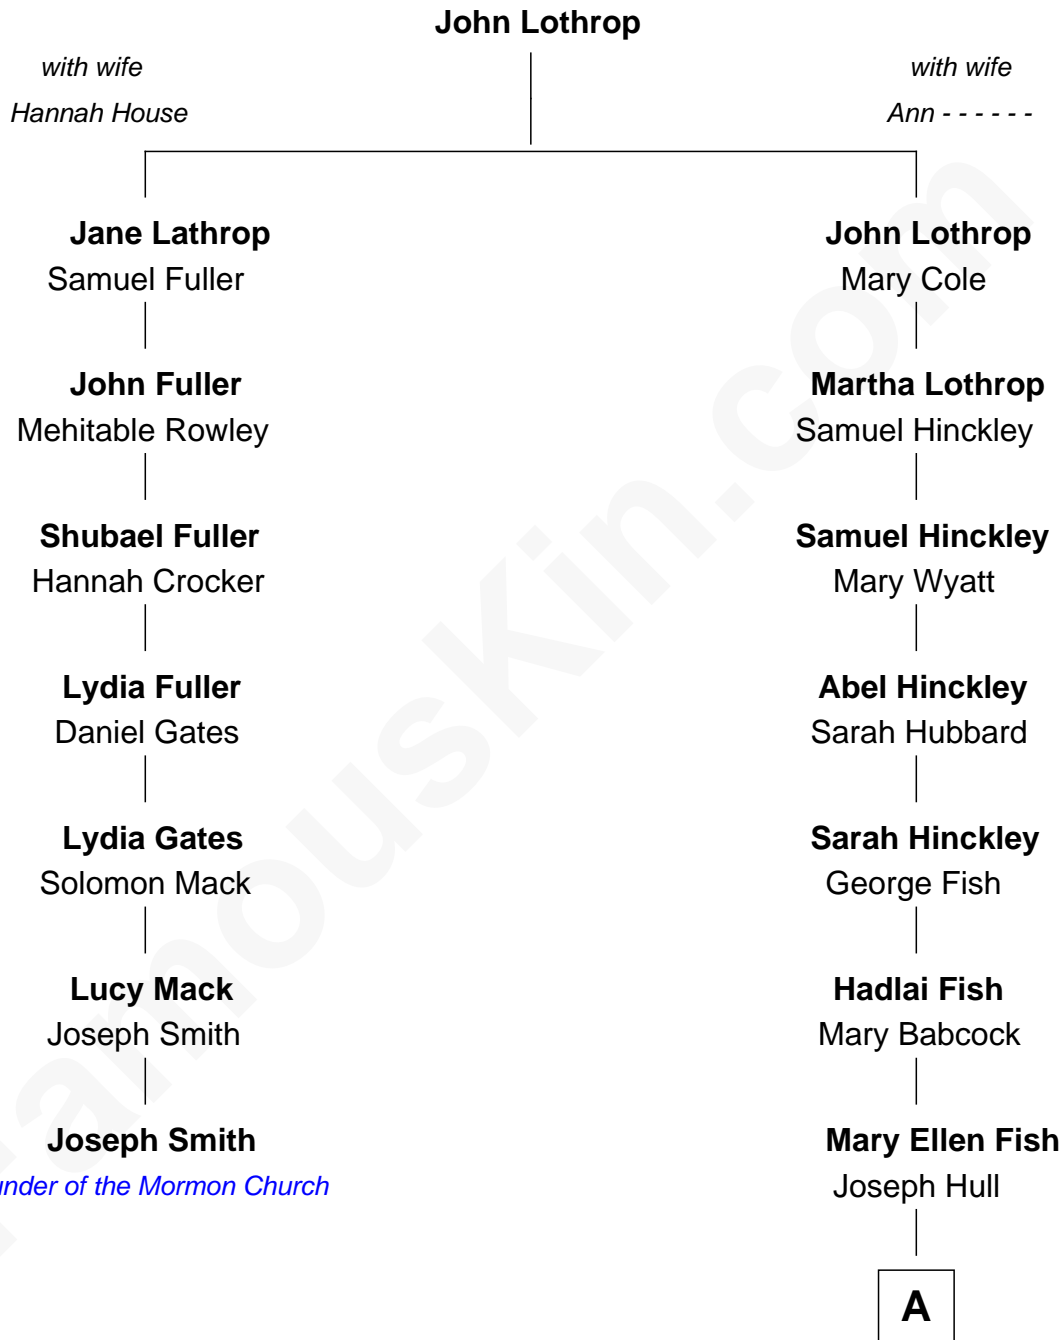 John Lothrop
with wife
Hannah House
with wife
Ann - - - - - -
Jane Lathrop
Samuel Fuller
John Fuller
Mehitable Rowley
Shubael Fuller
Hannah Crocker
Lydia Fuller
Daniel Gates
Lydia Gates
Solomon Mack
Lucy Mack
Joseph Smith
Joseph Smith
under of the Mormon Church
John Lothrop
Mary Cole
Martha Lothrop
Samuel Hinckley
Samuel Hinckley
Mary Wyatt
Abel Hinckley
Sarah Hubbard
Sarah Hinckley
George Fish
Hadlai Fish
Mary Babcock
Mary Ellen Fish
Joseph Hull
A
FamousKin.com